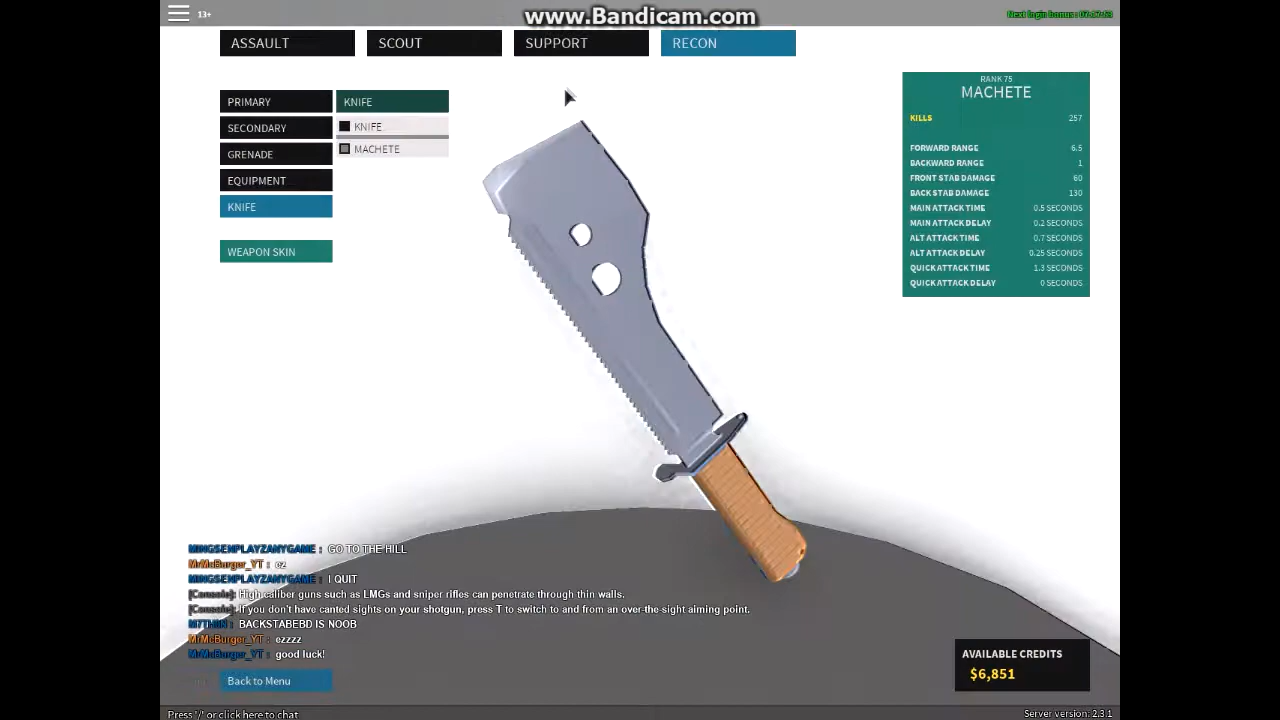 13+
www.Bandicam.com
ASSAULT
SCOUT
SUPPORT
RECON
PRIMARY
SECONDARY
GRENADE
EQUIPMENT
KNIFE
WEAPON SKIN
KNIFE
KNIFE
MACHETE
RANK 75
MACHETE
KILLS 257
FORWARD RANGE 6.5
BACKWARD RANGE 1
FRONT STAB DAMAGE 60
BACK STAB DAMAGE 130
MAIN ATTACK TIME 0.5 SECONDS
MAIN ATTACK DELAY 0.2 SECONDS
ALT ATTACK TIME 0.7 SECONDS
ALT ATTACK DELAY 0.25 SECONDS
QUICK ATTACK TIME 1.3 SECONDS
QUICK ATTACK DELAY 0 SECONDS
MINGSENPLAYZANYGAME : GO TO THE HILL
MrMcBurger_YT : ez
MINGSENPLAYZANYGAME : I QUIT
[Console]: High caliber guns such as LMGs and sniper rifles can penetrate through thin walls.
[Console]: If you don't have canted sights on your shotgun, press T to switch to and from an over-the-sight aiming point.
: BACKSTABEBD IS NOOB
MrMcBurger_YT : ezzzz
MrMcBurger_YT : good luck!
Back to Menu
AVAILABLE CREDITS
$6,851
Press '/' or click here to chat
Server version: 2.3.1